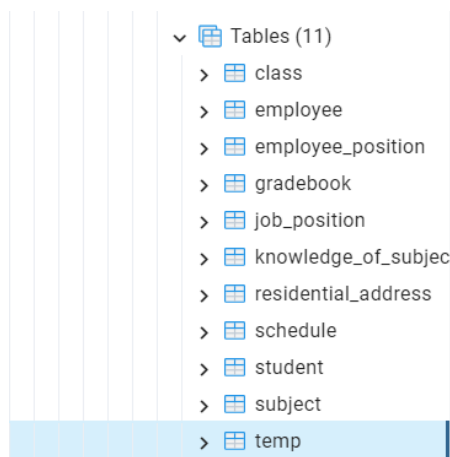 Tables (11)
class
employee
employee_position
gradebook
job_position
knowledge_of_subjec
residential_address
schedule
student
subject
temp